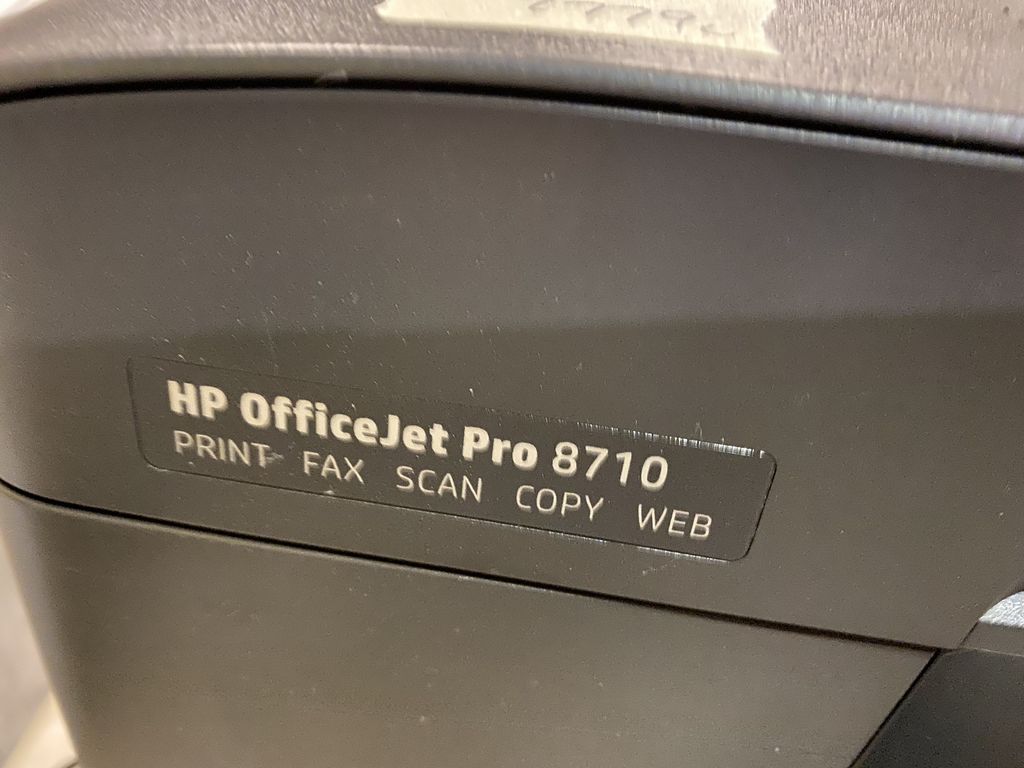 HP OfficeJet Pro 8710
PRINT FAX SCAN COPY WEB